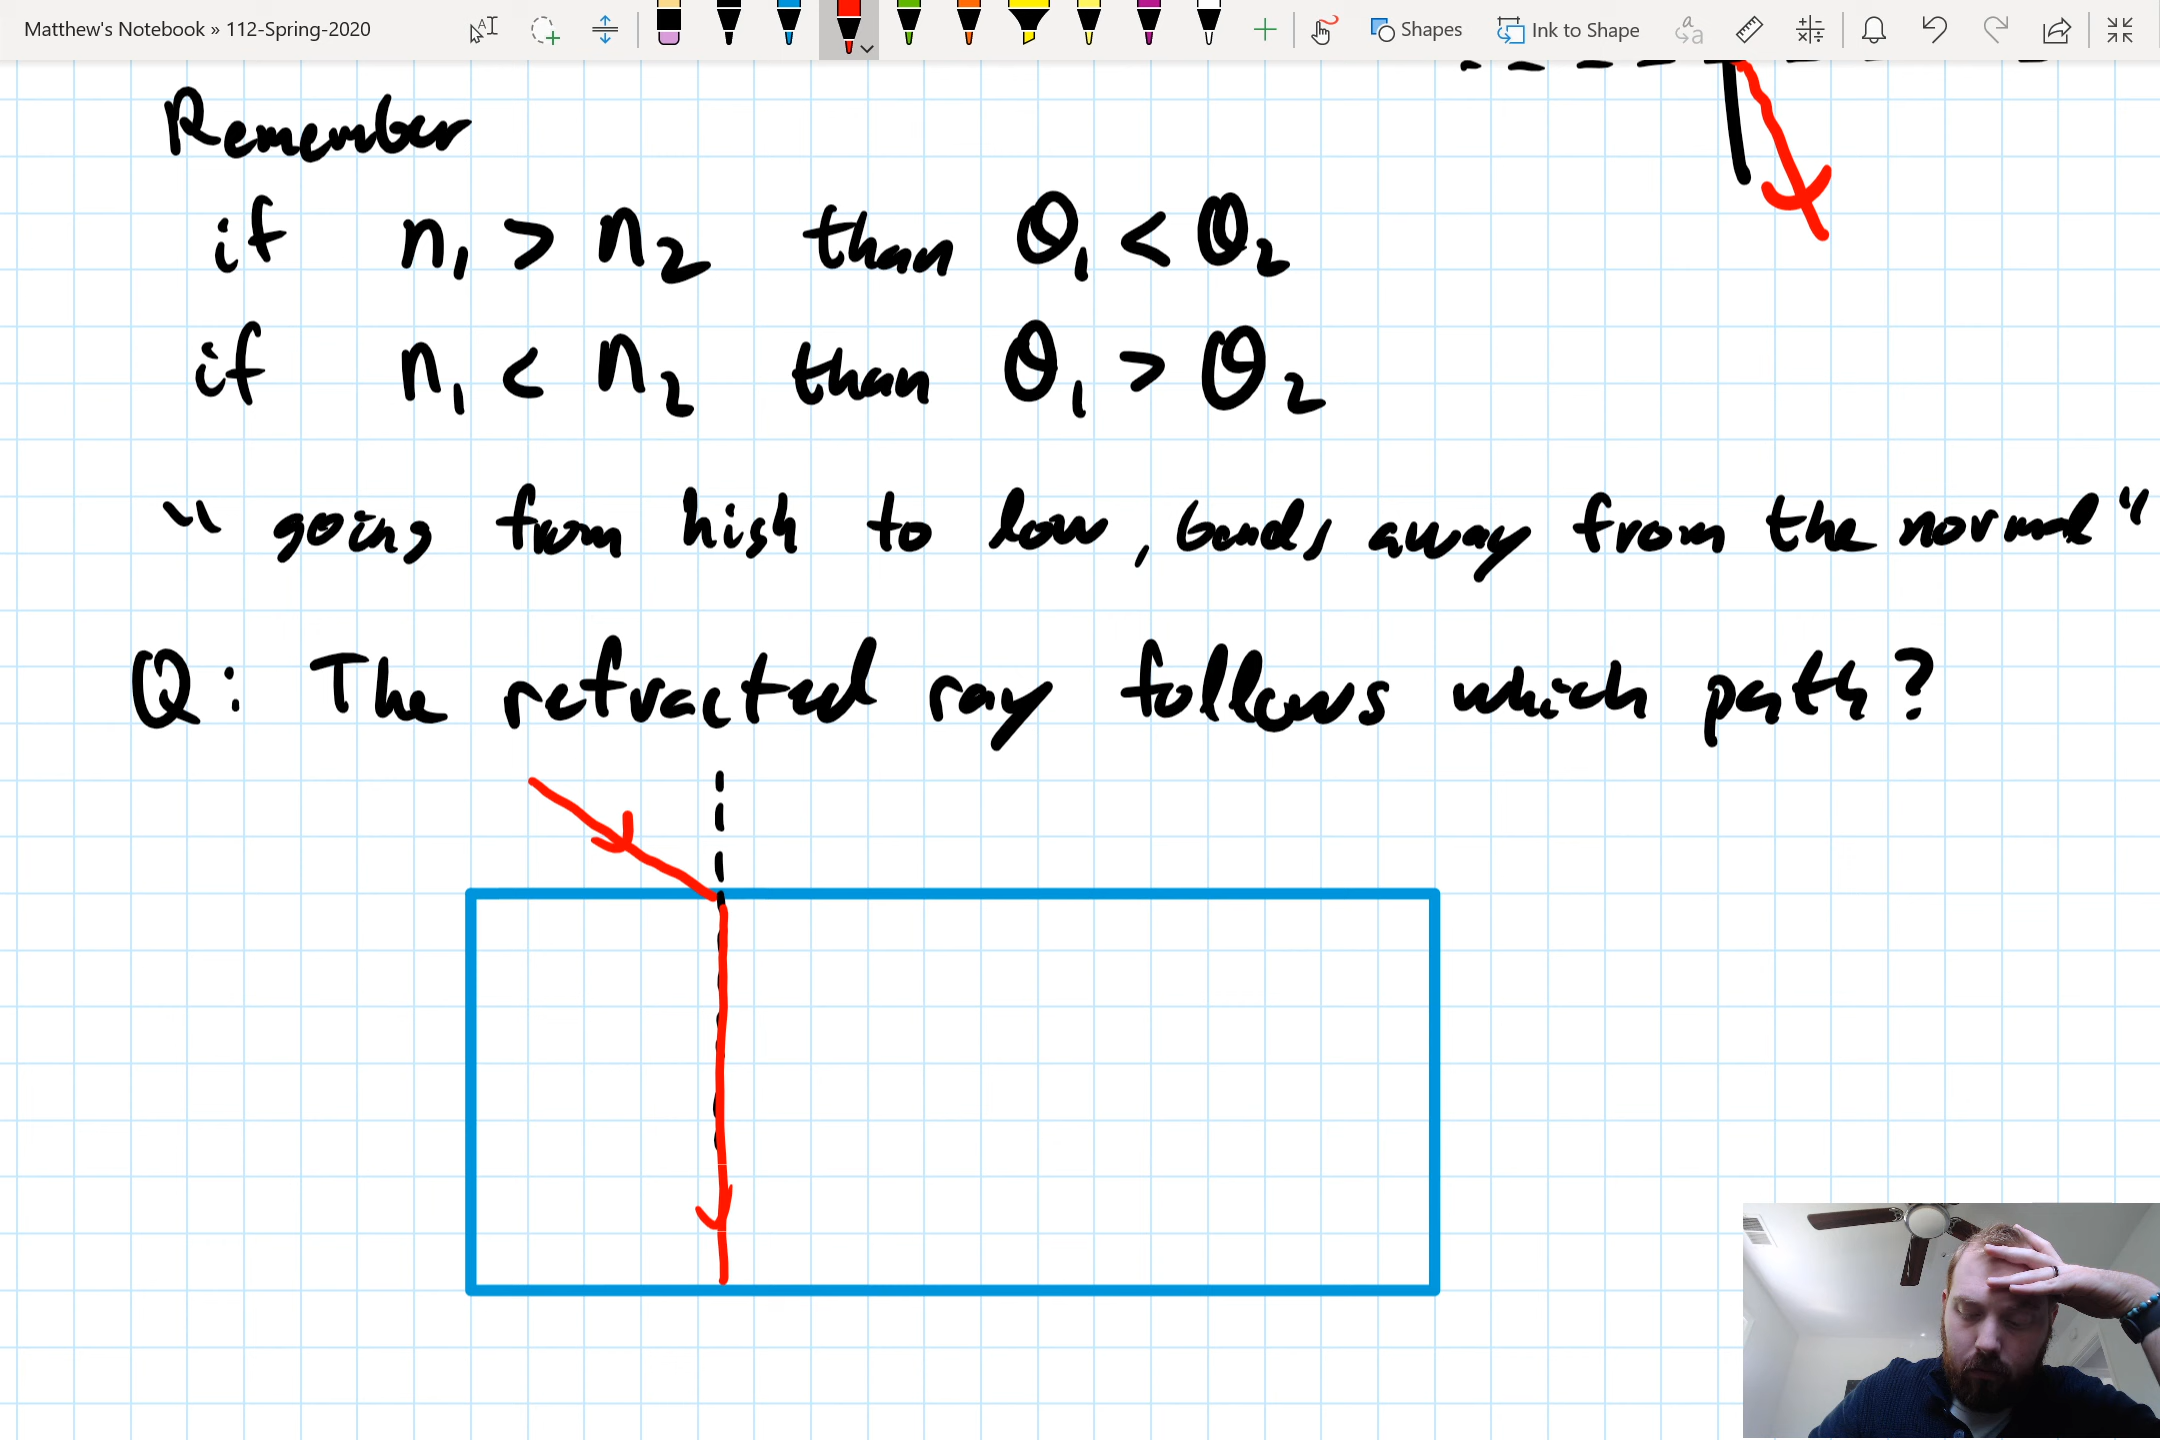 Matthew's Notebook » 112-Spring-2020
Shapes
Ink to Shape
Remember
if n₁ > n₂ than θ₁ < θ₂
if n₁ < n₂ than θ₁ > θ₂
"going from high to low, bends away from the normal"
Q: The refracted ray follows which path?